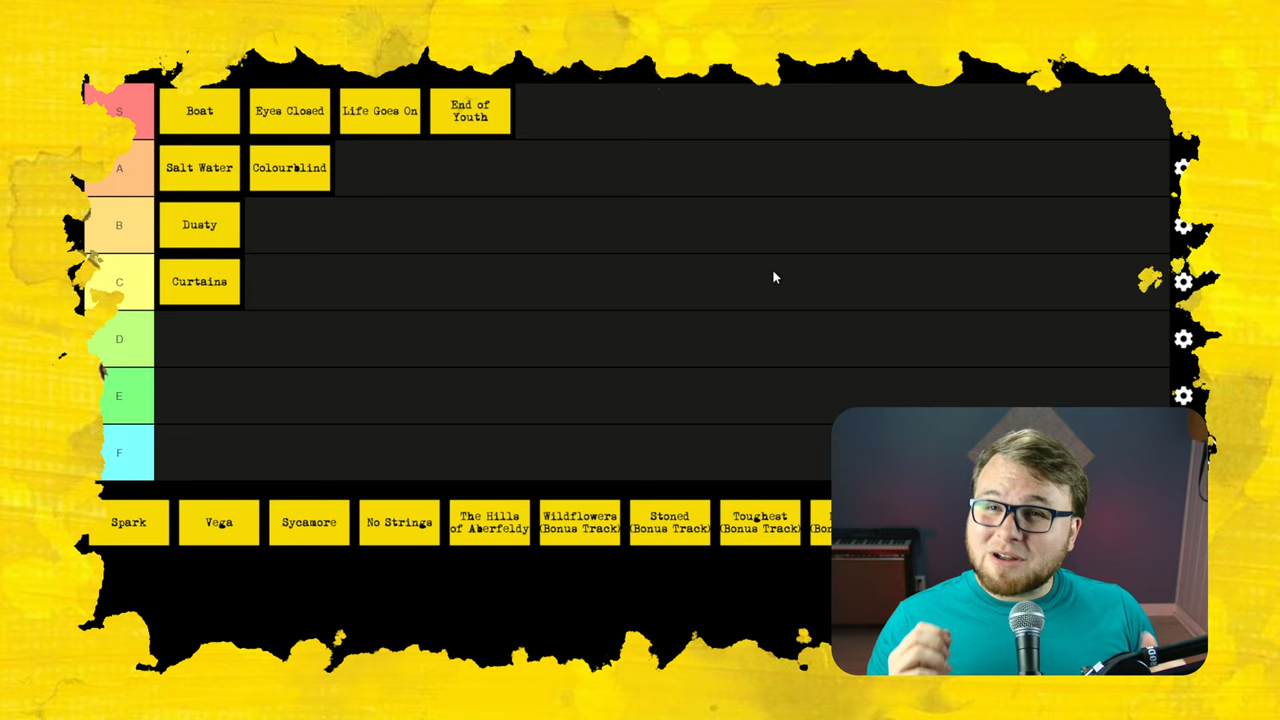 S
Boat
Eyes Closed
Life Goes On
End of
Youth
A
Salt Water
Colourblind
B
Dusty
C
Curtains
D
E
F
Spark
Vega
Sycamore
No Strings
The Hills
of Aberfeldy
Wildflowers
(Bonus Track)
Stoned
(Bonus Track)
Toughest
(Bonus Track)